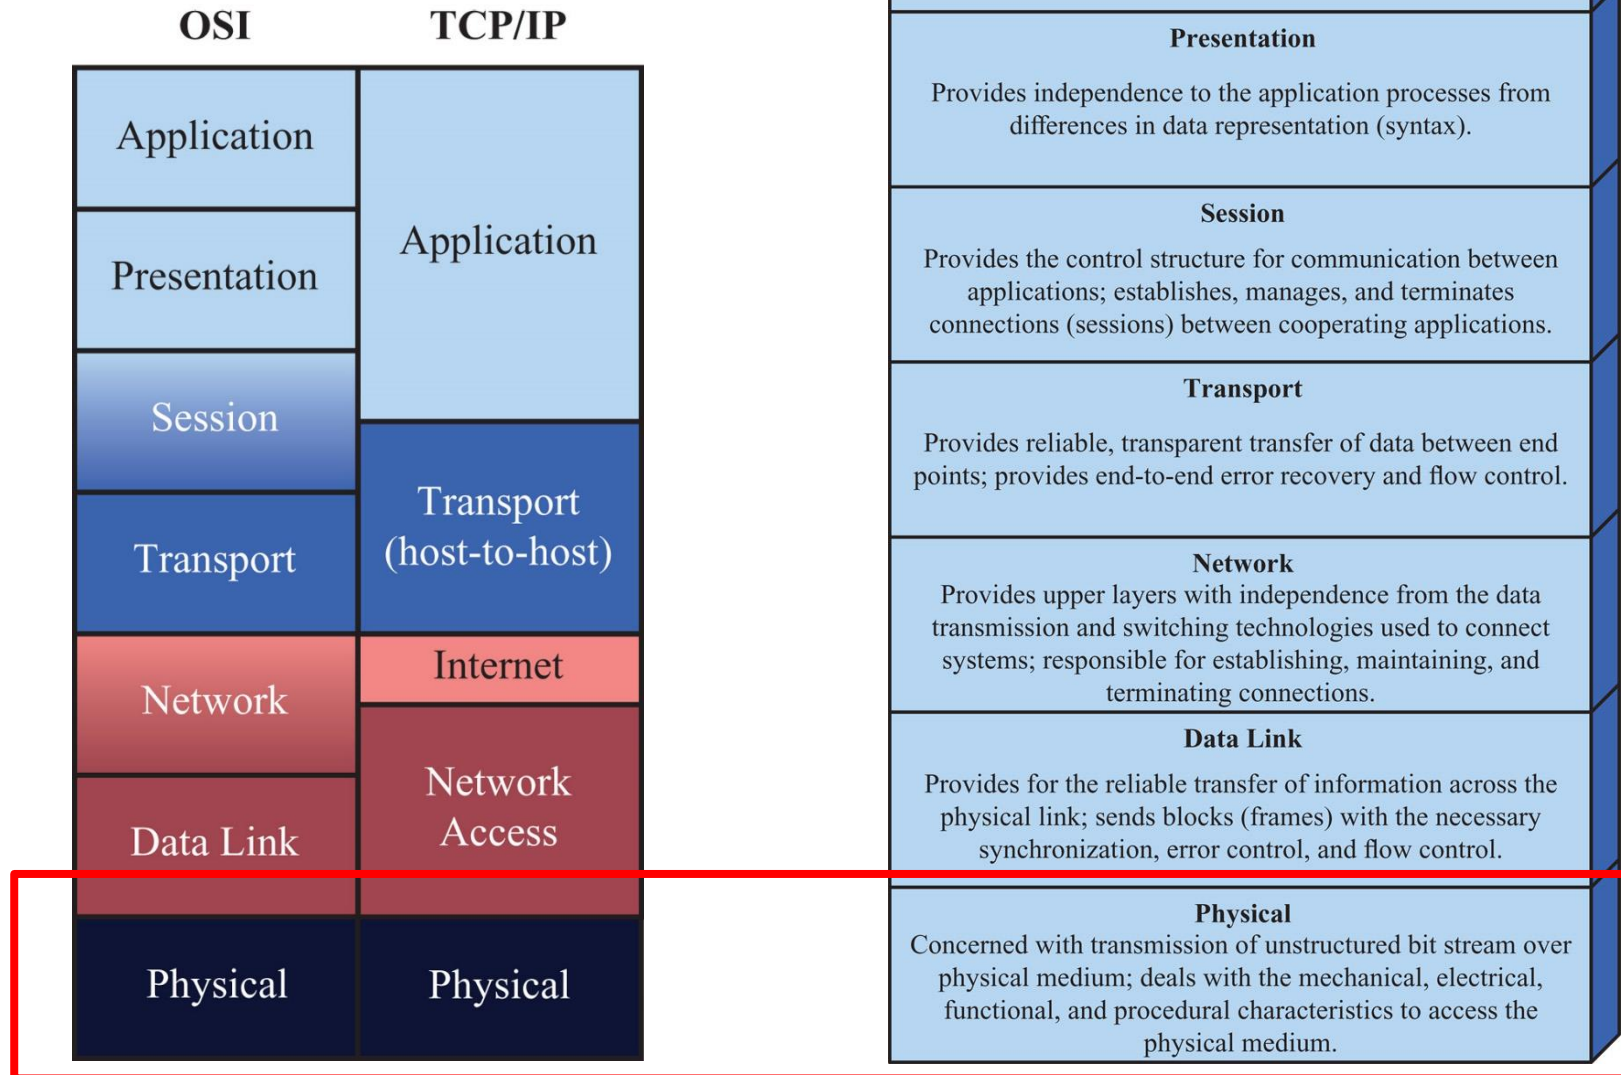 OSI
TCP/IP
Application
Presentation
Session
Transport
Network
Data Link
Physical
Application
Transport
(host-to-host)
Internet
Network
Access
Physical
Presentation
Provides independence to the application processes from
differences in data representation (syntax).
Session
Provides the control structure for communication between
applications; establishes, manages, and terminates
connections (sessions) between cooperating applications.
Transport
Provides reliable, transparent transfer of data between end
points; provides end-to-end error recovery and flow control.
Network
Provides upper layers with independence from the data
transmission and switching technologies used to connect
systems; responsible for establishing, maintaining, and
terminating connections.
Data Link
Provides for the reliable transfer of information across the
physical link; sends blocks (frames) with the necessary
synchronization, error control, and flow control.
Physical
Concerned with transmission of unstructured bit stream over
physical medium; deals with the mechanical, electrical,
functional, and procedural characteristics to access the
physical medium.